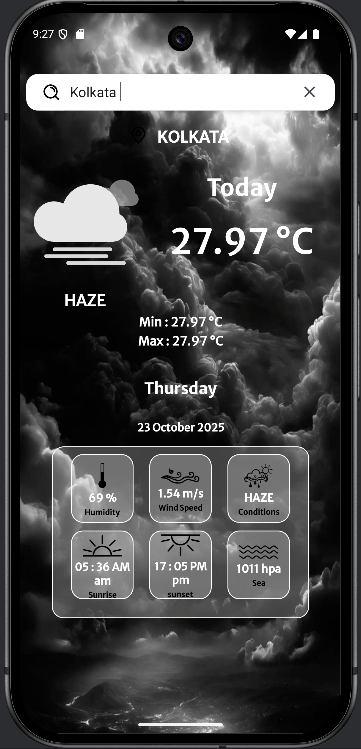 9:27
Kolkata
KOLKATA
Today
27.97 °C
HAZE
Min : 27.97 °C
Max : 27.97 °C
Thursday
23 October 2025
69 % 1.54 m/s HAZE
Humidity Wind Speed Conditions
05 : 36 AM 17 : 05 PM 1011 hpa
am pm Sea
Sunrise sunset